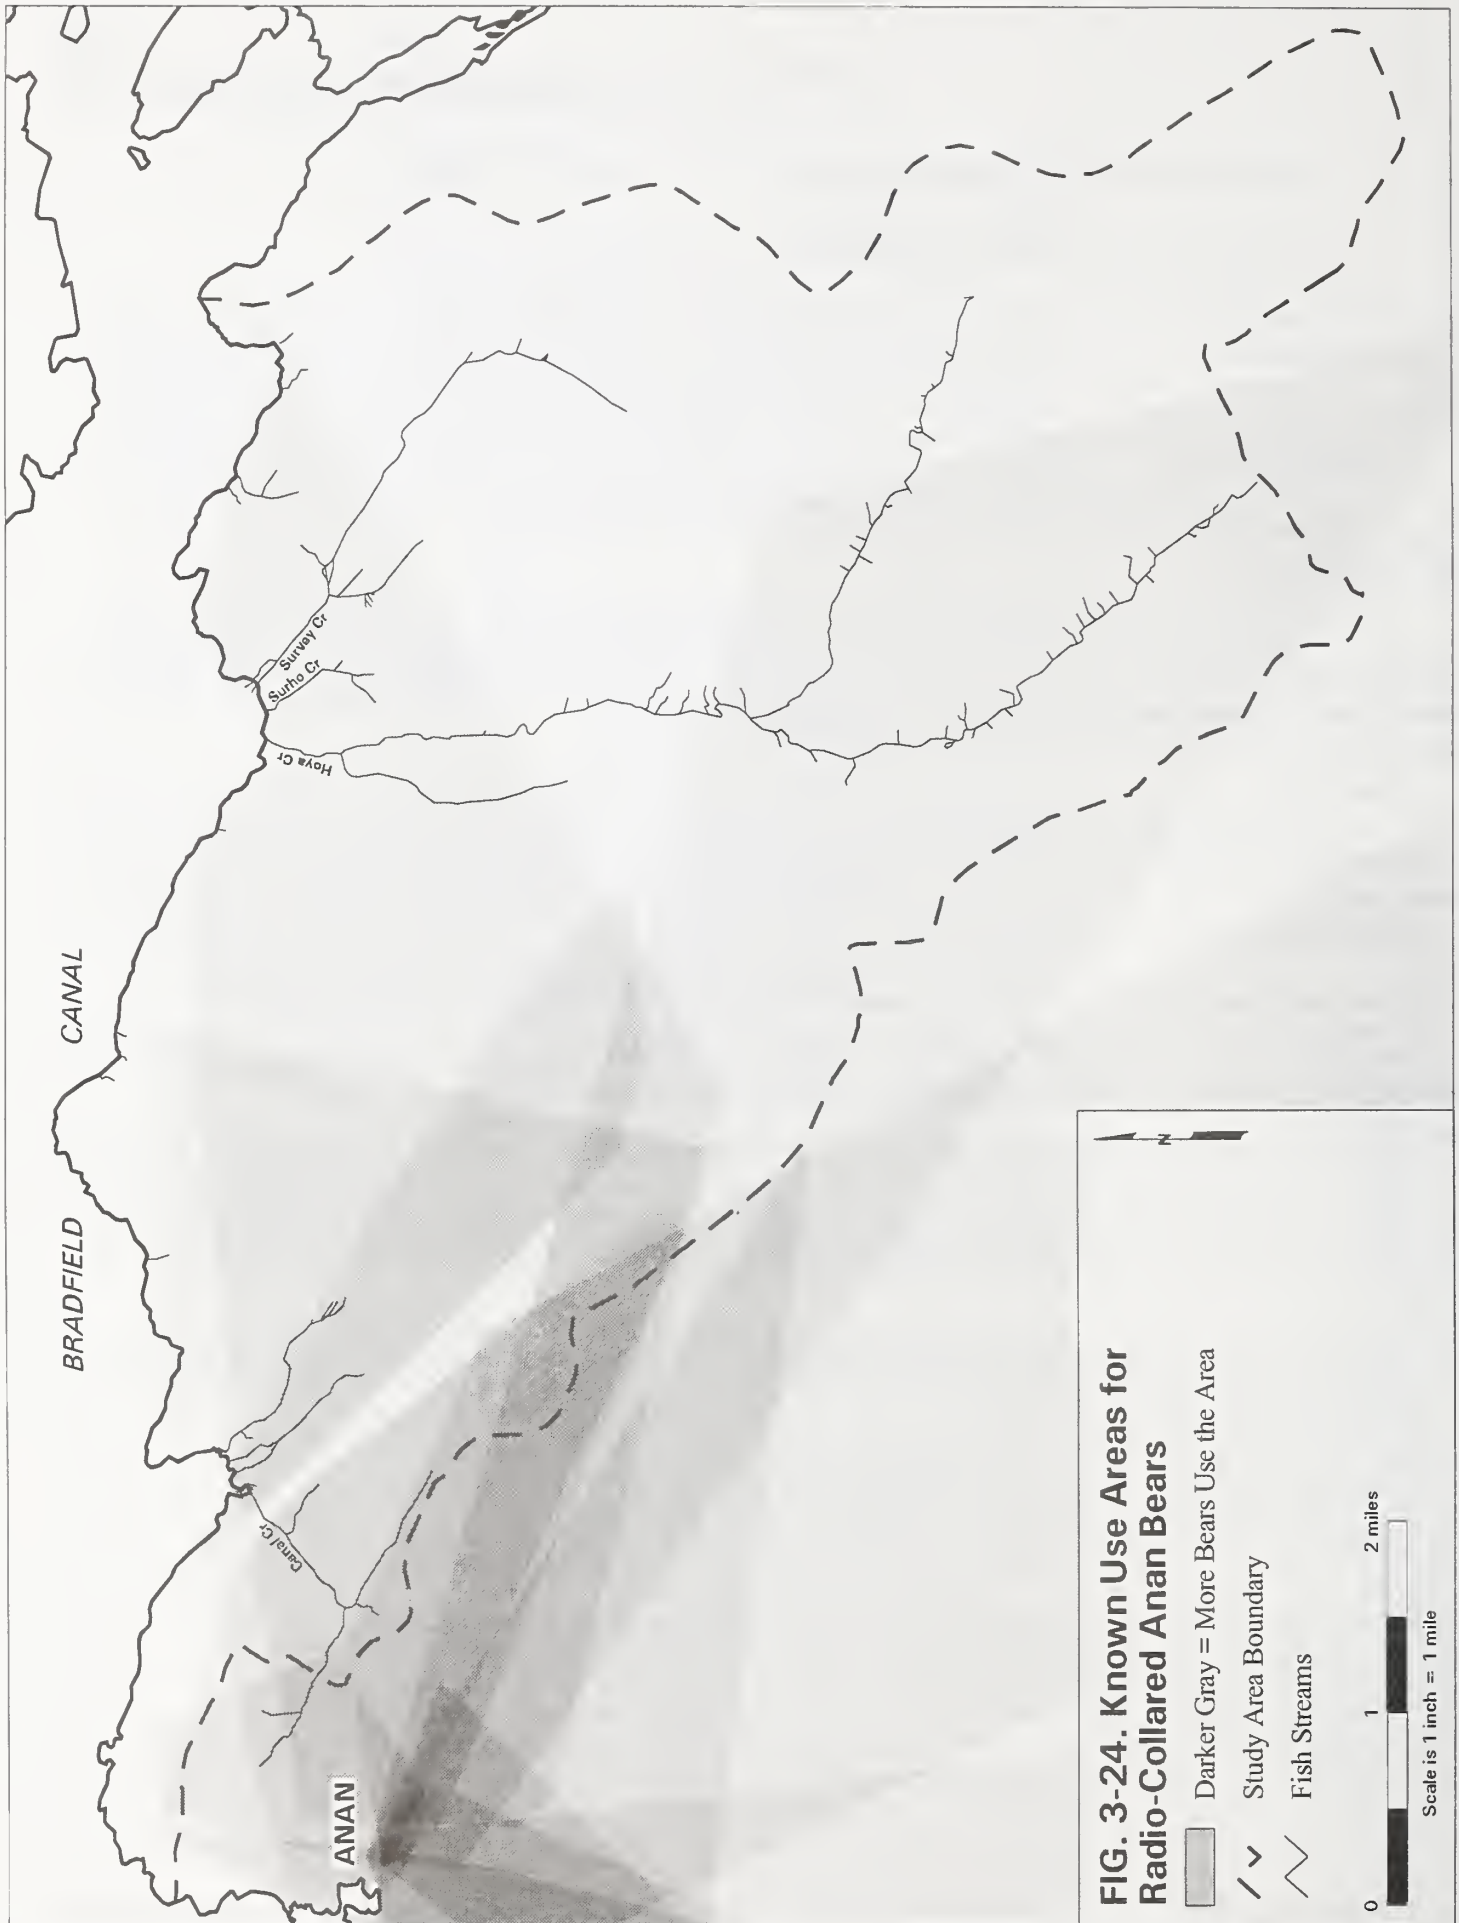 BRADFIELD CANAL
Survey Cr
Surho Cr
Hoya Cr
Canal Cr
ANAN
FIG. 3-24. Known Use Areas for
Radio-Collared Anan Bears
Darker Gray = More Bears Use the Area
Study Area Boundary
Fish Streams
N
0 1 2 miles
Scale is 1 inch = 1 mile